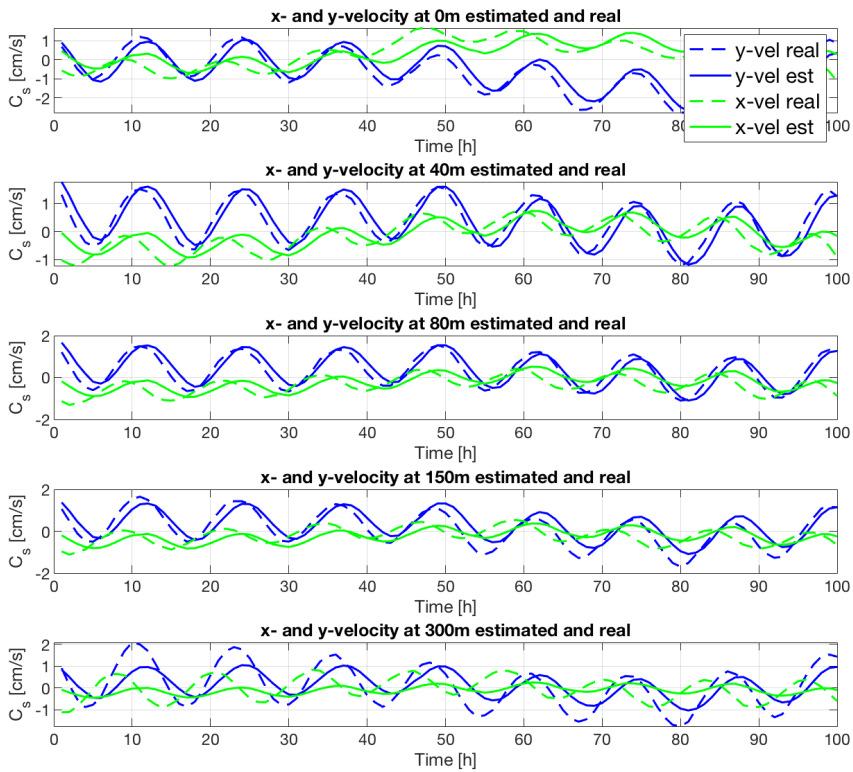 x- and y-velocity at 0m estimated and real
C_s [cm/s]
1
0
-1
-2
y-vel real
y-vel est
x-vel real
x-vel est
0 10 20 30 40 50 60 70 80 100
Time [h]
x- and y-velocity at 40m estimated and real
C_s [cm/s]
1
0
-1
0 10 20 30 40 50 60 70 80 90 100
Time [h]
x- and y-velocity at 80m estimated and real
C_s [cm/s]
2
0
-2
0 10 20 30 40 50 60 70 80 90 100
Time [h]
x- and y-velocity at 150m estimated and real
C_s [cm/s]
2
0
-2
0 10 20 30 40 50 60 70 80 90 100
Time [h]
x- and y-velocity at 300m estimated and real
C_s [cm/s]
2
1
0
-1
0 10 20 30 40 50 60 70 80 90 100
Time [h]